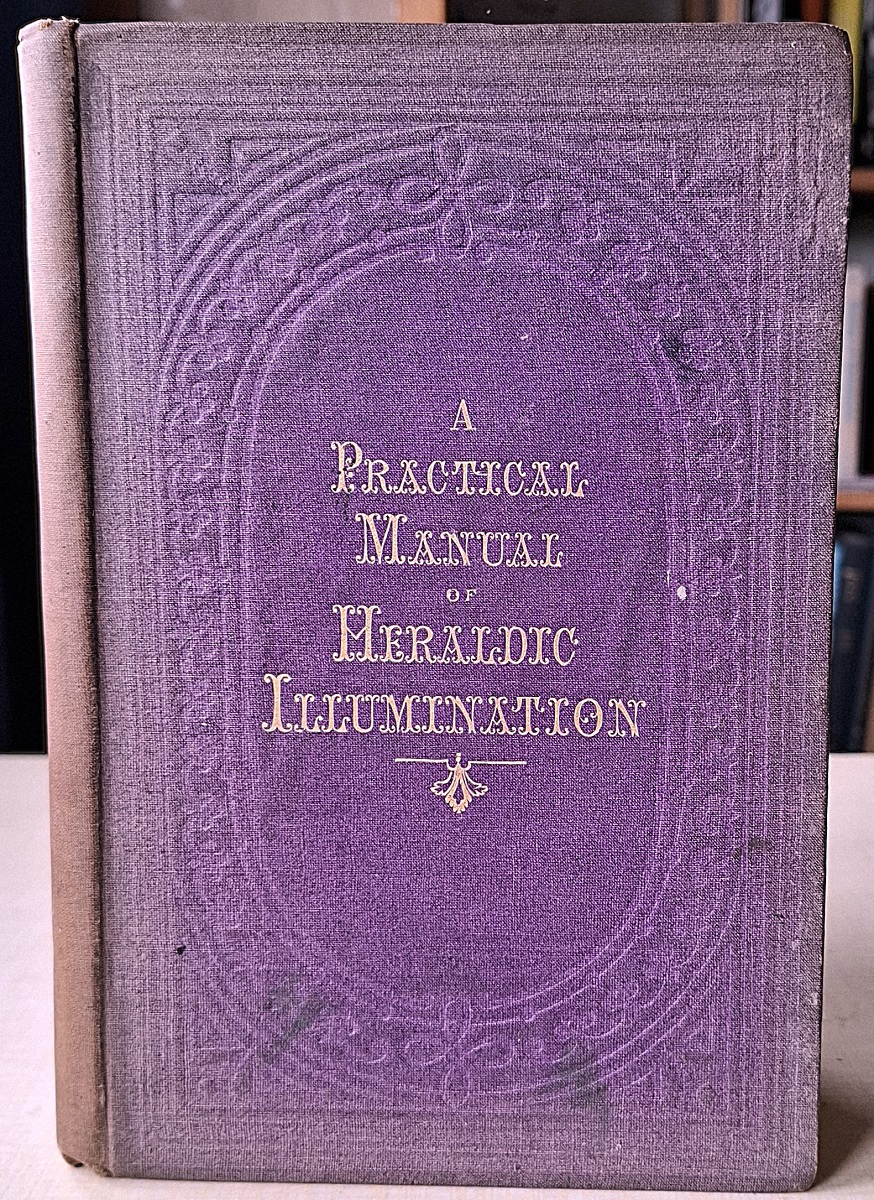 A
PRACTICAL
MANUAL
OF
HERALDIC
ILLUMINATION